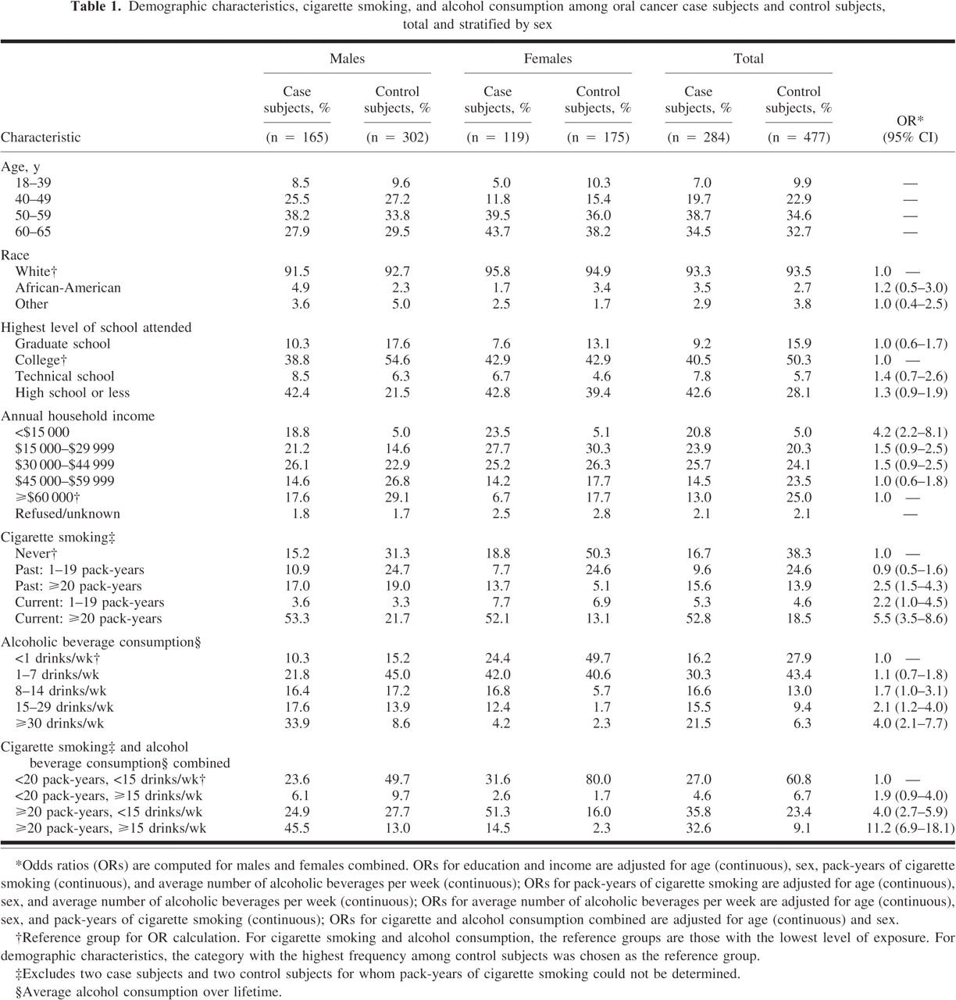 Table 1. Demographic characteristics, cigarette smoking, and alcohol consumption among oral cancer case subjects and control subjects,
total and stratified by sex
Males Females Total
Case subjects, % Control subjects, % Case subjects, % Control subjects, % Case subjects, % Control subjects, % OR*
Characteristic (n = 165) (n = 302) (n = 119) (n = 175) (n = 284) (n = 477) (95% CI)
Age, y
18–39 8.5 9.6 5.0 10.3 7.0 9.9 —
40–49 25.5 27.2 11.8 15.4 19.7 22.9 —
50–59 38.2 33.8 39.5 36.0 38.7 34.6 —
60–65 27.9 29.5 43.7 38.2 34.5 32.7 —
Race
White† 91.5 92.7 95.8 94.9 93.3 93.5 1.0 —
African-American 4.9 2.3 1.7 3.4 3.5 2.7 1.2 (0.5–3.0)
Other 3.6 5.0 2.5 1.7 2.9 3.8 1.0 (0.4–2.5)
Highest level of school attended
Graduate school 10.3 17.6 7.6 13.1 9.2 15.9 1.0 (0.6–1.7)
College† 38.8 54.6 42.9 42.9 40.5 50.3 1.0 —
Technical school 8.5 6.3 6.7 4.6 7.8 5.7 1.4 (0.7–2.6)
High school or less 42.4 21.5 42.8 39.4 42.6 28.1 1.3 (0.9–1.9)
Annual household income
<$15 000 18.8 5.0 23.5 5.1 20.8 5.0 4.2 (2.2–8.1)
$15 000–$29 999 21.2 14.6 27.7 30.3 23.9 20.3 1.5 (0.9–2.5)
$30 000–$44 999 26.1 22.9 25.2 26.3 25.7 24.1 1.5 (0.9–2.5)
$45 000–$59 999 14.6 26.8 14.2 17.7 14.5 23.5 1.0 (0.6–1.8)
≥$60 000† 17.6 29.1 6.7 17.7 13.0 25.0 1.0 —
Refused/unknown 1.8 1.7 2.5 2.8 2.1 2.1 —
Cigarette smoking‡
Never† 15.2 31.3 18.8 50.3 16.7 38.3 1.0 —
Past: 1–19 pack-years 10.9 24.7 7.7 24.6 9.6 24.6 0.9 (0.5–1.6)
Past: ≥20 pack-years 17.0 19.0 13.7 5.1 15.6 13.9 2.5 (1.5–4.3)
Current: 1–19 pack-years 3.6 3.3 7.7 6.9 5.3 4.6 2.2 (1.0–4.5)
Current: ≥20 pack-years 53.3 21.7 52.1 13.1 52.8 18.5 5.5 (3.5–8.6)
Alcoholic beverage consumption§
<1 drinks/wk† 10.3 15.2 24.4 49.7 16.2 27.9 1.0 —
1–7 drinks/wk 21.8 45.0 42.0 40.6 30.3 43.4 1.1 (0.7–1.8)
8–14 drinks/wk 16.4 17.2 16.8 5.7 16.6 13.0 1.7 (1.0–3.1)
15–29 drinks/wk 17.6 13.9 12.4 1.7 15.5 9.4 2.1 (1.2–4.0)
≥30 drinks/wk 33.9 8.6 4.2 2.3 21.5 6.3 4.0 (2.1–7.7)
Cigarette smoking‡ and alcohol
beverage consumption§ combined
<20 pack-years, <15 drinks/wk† 23.6 49.7 31.6 80.0 27.0 60.8 1.0 —
<20 pack-years, ≥15 drinks/wk 6.1 9.7 2.6 1.7 4.6 6.7 1.9 (0.9–4.0)
≥20 pack-years, <15 drinks/wk 24.9 27.7 51.3 16.0 35.8 23.4 4.0 (2.7–5.9)
≥20 pack-years, ≥15 drinks/wk 45.5 13.0 14.5 2.3 32.6 9.1 11.2 (6.9–18.1)
*Odds ratios (ORs) are computed for males and females combined. ORs for education and income are adjusted for age (continuous), sex, pack-years of cigarette
smoking (continuous), and average number of alcoholic beverages per week (continuous); ORs for pack-years of cigarette smoking are adjusted for age (continuous),
sex, and average number of alcoholic beverages per week (continuous); ORs for average number of alcoholic beverages per week are adjusted for age (continuous),
sex, and pack-years of cigarette smoking (continuous); ORs for cigarette and alcohol consumption combined are adjusted for age (continuous) and sex.
†Reference group for OR calculation. For cigarette smoking and alcohol consumption, the reference groups are those with the lowest level of exposure. For
demographic characteristics, the category with the highest frequency among control subjects was chosen as the reference group.
‡Excludes two case subjects and two control subjects for whom pack-years of cigarette smoking could not be determined.
§Average alcohol consumption over lifetime.